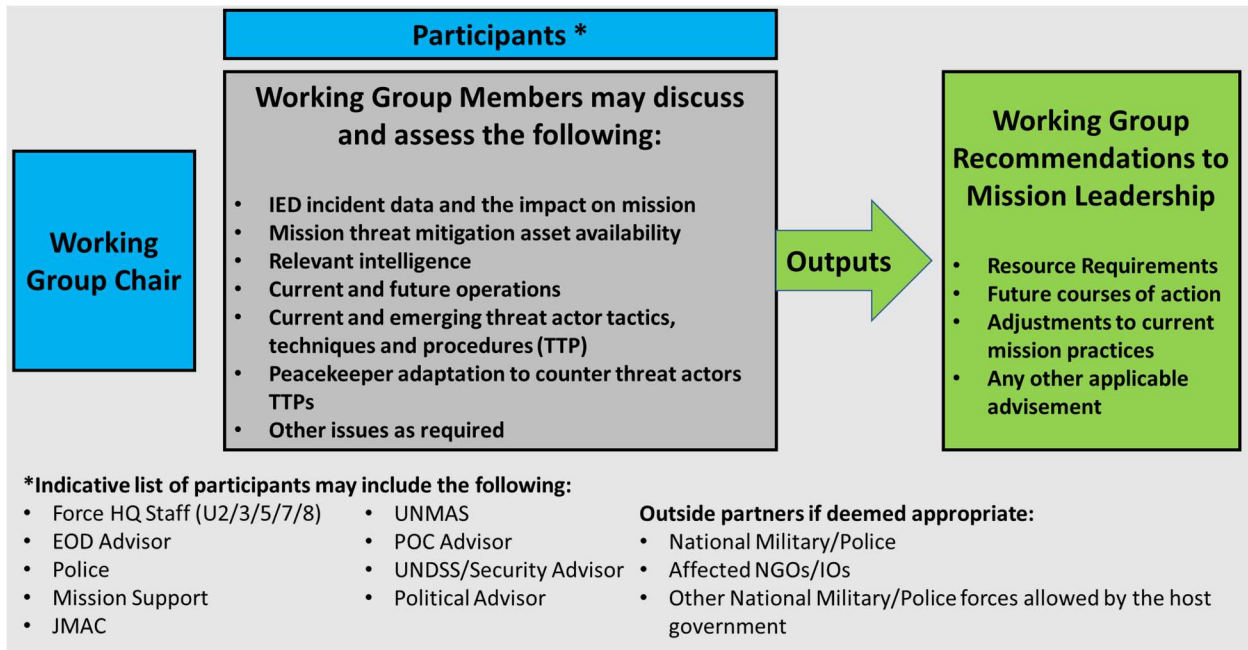 Participants *
Working Group Chair
Working Group Members may discuss
and assess the following:
• IED incident data and the impact on mission
• Mission threat mitigation asset availability
• Relevant intelligence
• Current and future operations
• Current and emerging threat actor tactics,
techniques and procedures (TTP)
• Peacekeeper adaptation to counter threat actors
TTPs
• Other issues as required
Outputs
Working Group
Recommendations to
Mission Leadership
• Resource Requirements
• Future courses of action
• Adjustments to current
mission practices
• Any other applicable
advisement
*Indicative list of participants may include the following:
• Force HQ Staff (U2/3/5/7/8)
• EOD Advisor
• Police
• Mission Support
• JMAC
• UNMAS
• POC Advisor
• UNDSS/Security Advisor
• Political Advisor
Outside partners if deemed appropriate:
• National Military/Police
• Affected NGOs/IOs
• Other National Military/Police forces allowed by the host
government